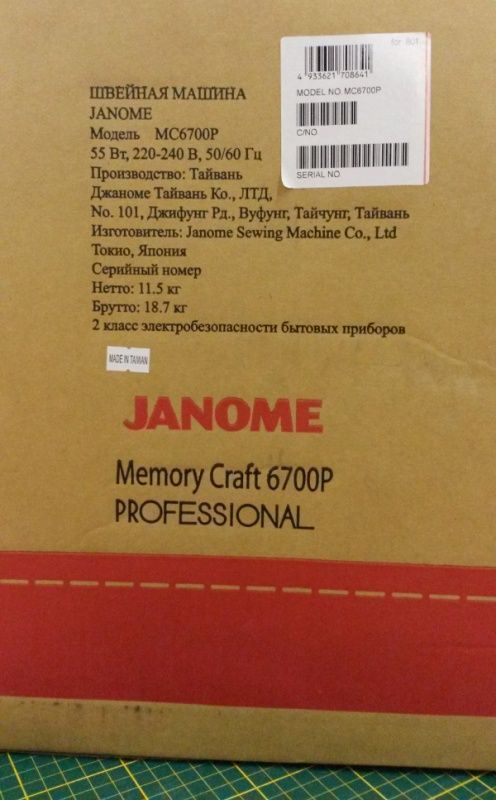 for 801
4 933621 708641
MODEL NO. MC6700P
C/NO.
SERIAL NO
ШВЕЙНАЯ МАШИНА
JANOME
Модель MC6700P
55 Вт, 220-240 В, 50/60 Гц
Производство: Тайвань
Джаноме Тайвань Ко., ЛТД,
No. 101, Джифунг Рд., Вуфунг, Тайчунг, Тайвань
Изготовитель: Janome Sewing Machine Co., Ltd
Токио, Япония
Серийный номер
Нетто: 11.5 кг
Брутто: 18.7 кг
2 класс электробезопасности бытовых приборов
MADE IN TAIWAN
JANOME
Memory Craft 6700P
PROFESSIONAL